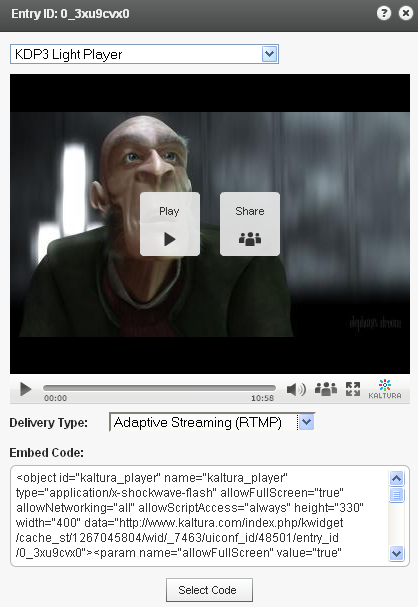 Entry ID: 0_3xu9cvx0
?
KDP3 Light Player
Play
Share
elephants dream
00:00
10:58
KALTURA
Delivery Type:
Adaptive Streaming (RTMP)
Embed Code:
<object id="kaltura_player" name="kaltura_player"
type="application/x-shockwave-flash" allowFullScreen="true"
allowNetworking="all" allowScriptAccess="always" height="330"
width="400" data="http://www.kaltura.com/index.php/kwidget
/cache_st/1267045804/wid/_7463/uiconf_id/48501/entry_id
/0_3xu9cvx0"><param name="allowFullScreen" value="true"
Select Code